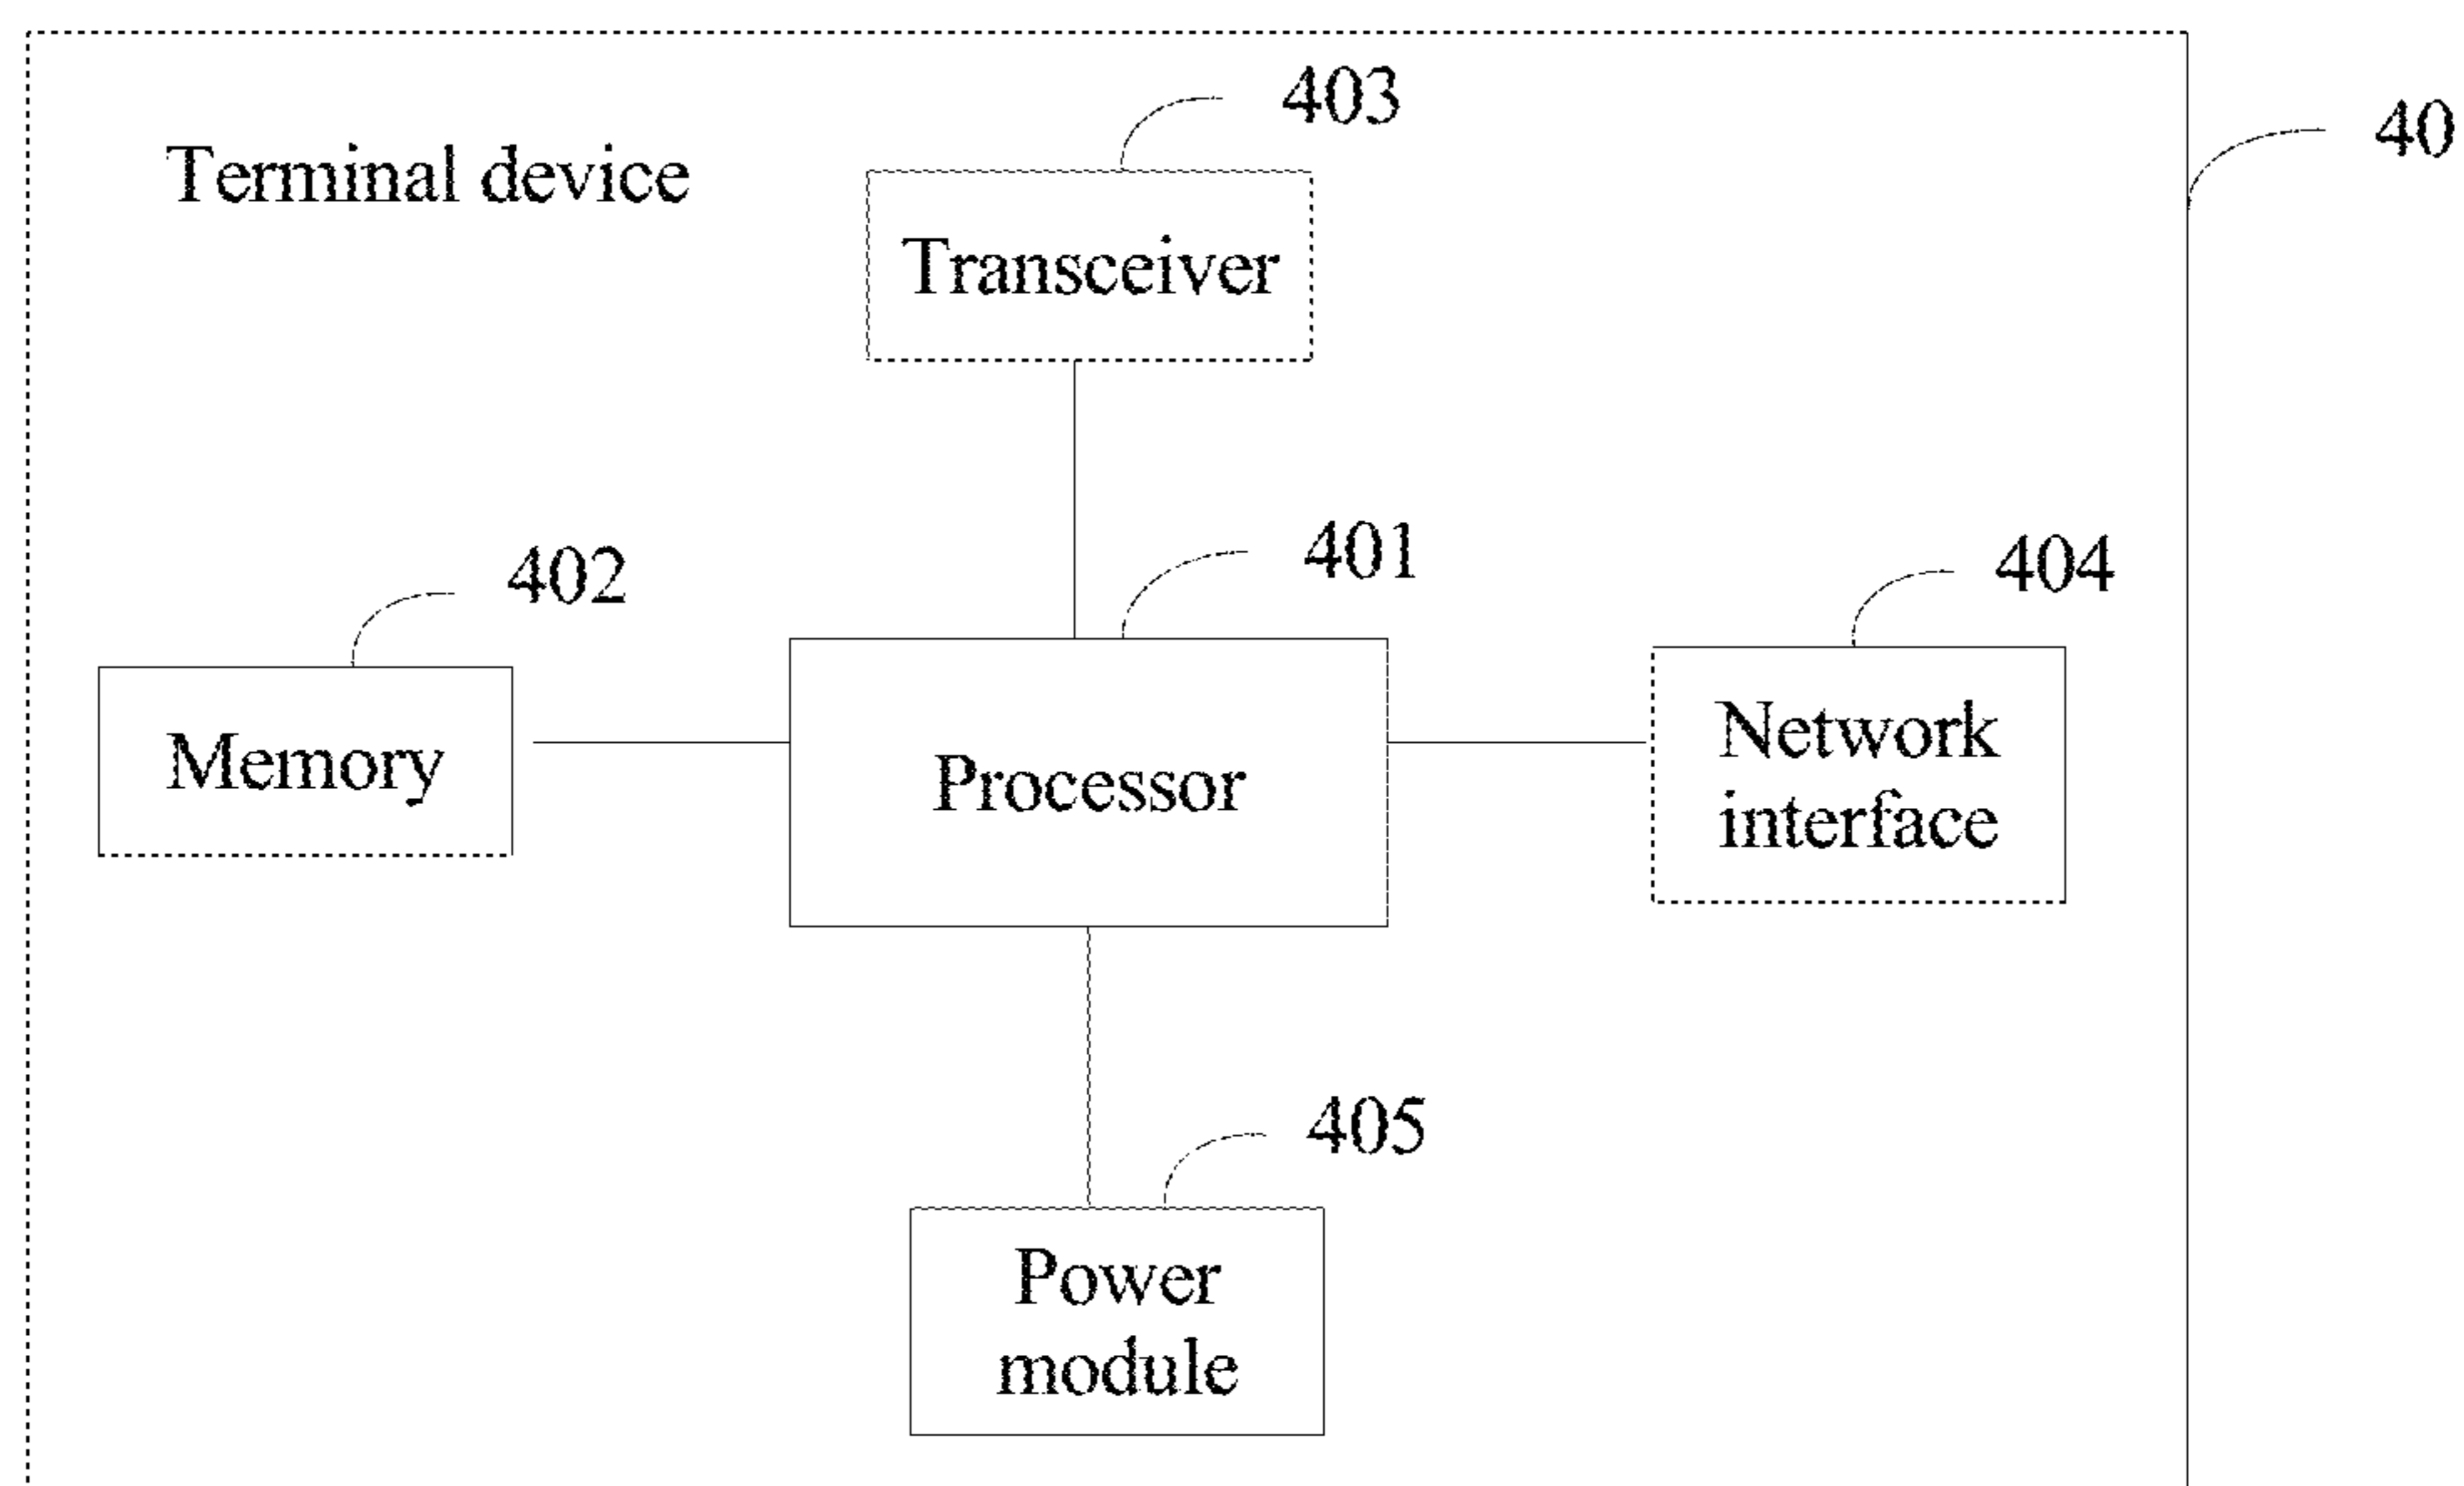 403
40
Terminal device
Transceiver
401
402
404
Memory
Processor
Network
interface
405
Power
module